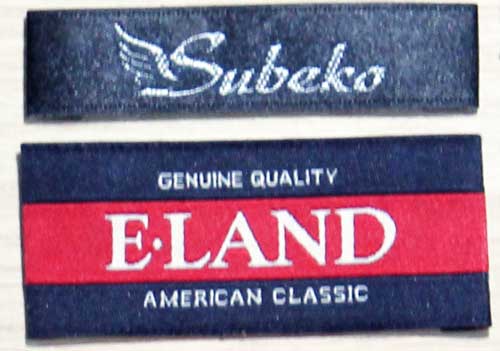 Subeko
GENUINE QUALITY
E·LAND
AMERICAN CLASSIC